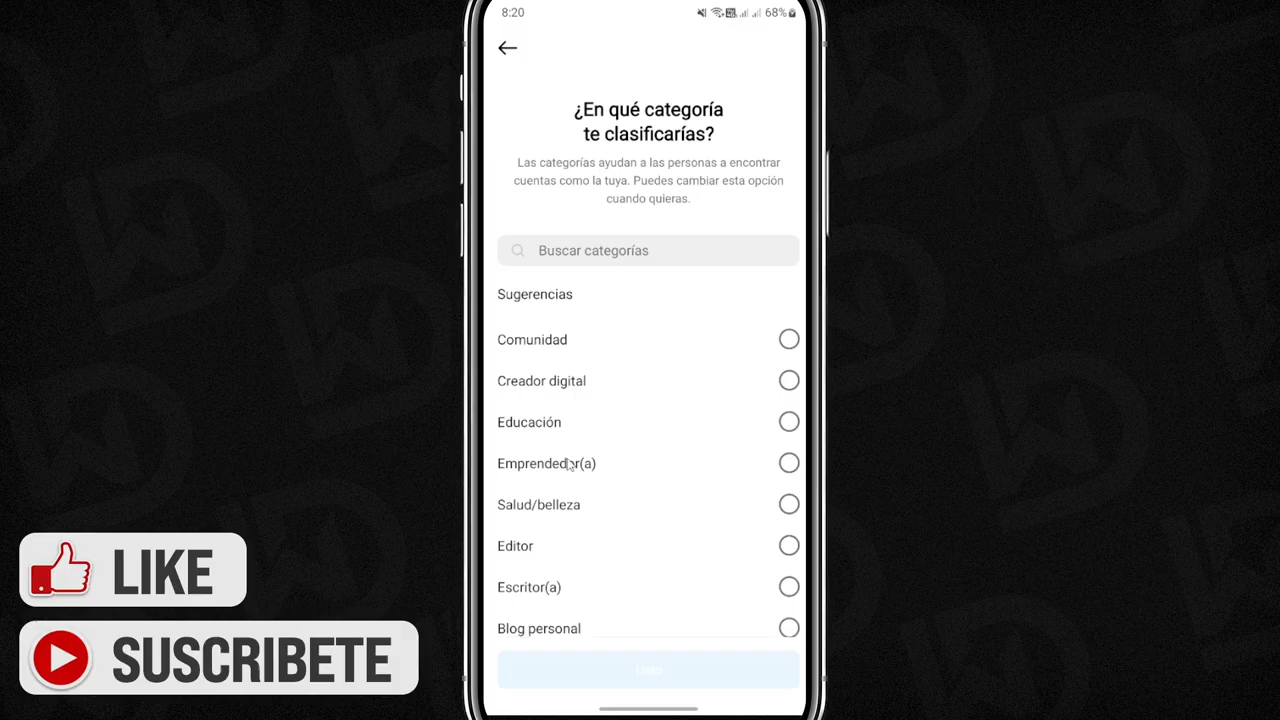 8:20
68%
¿En qué categoría
te clasificarías?
Las categorías ayudan a las personas a encontrar
cuentas como la tuya. Puedes cambiar esta opción
cuando quieras.
Buscar categorías
Sugerencias
Comunidad
Creador digital
Educación
Emprendedor(a)
Salud/belleza
Editor
Escritor(a)
Blog personal
Listo
LIKE
SUSCRIBETE